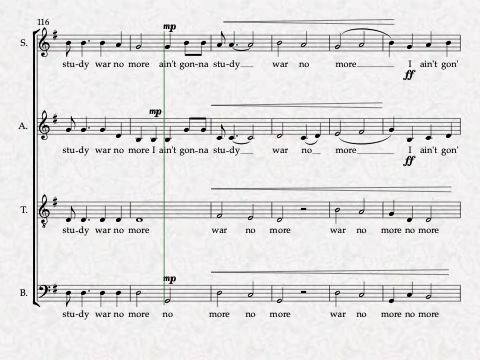 116
mp
S.
stu-dy war no more ain't gon-na stu-dy war no more I ain't gon'
ff
mp
A.
stu-dy war no more I ain't gon-na stu-dy war no more I ain't gon'
ff
T.
stu-dy war no more war no more war no more no more
mp
B.
stu-dy war no more no more no more war no more no more